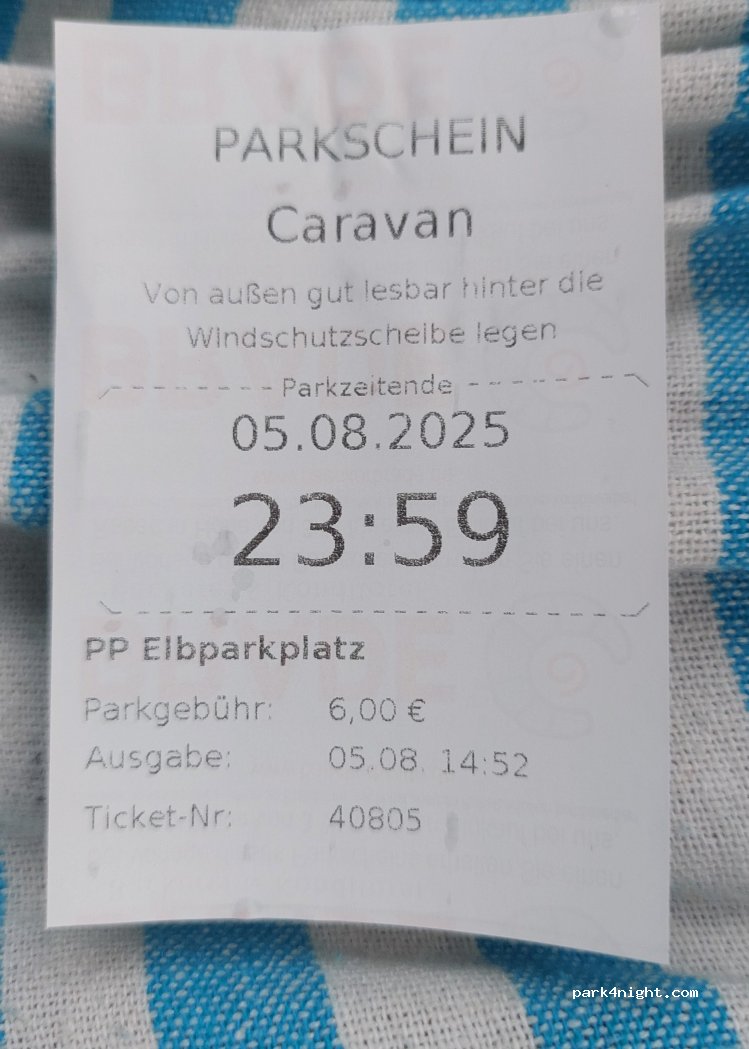 PARKSCHEIN
Caravan
Von außen gut lesbar hinter die
Windschutzscheibe legen
Parkzeitende
05.08.2025
23:59
PP Elbparkplatz
Parkgebühr: 6,00 €
Ausgabe: 05.08. 14:52
Ticket-Nr: 40805
park4night.com